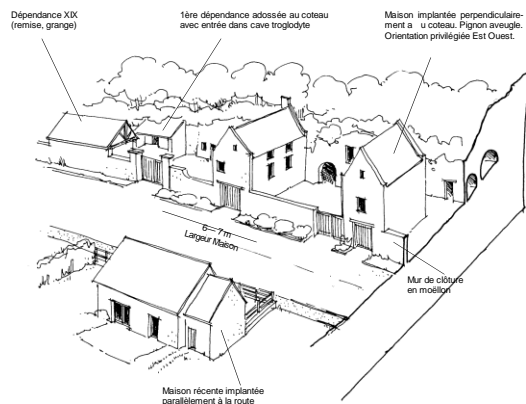 Dépendance XIX
(remise, grange)
1ère dépendance adossée au coteau
avec entrée dans cave troglodyte
Maison implantée perpendiculaire-
ment a u coteau. Pignon aveugle.
Orientation privilégiée Est Ouest.
6— 7 m
Largeur Maison
Mur de clôture
en moëllon
Maison récente implantée
parallèlement à la route